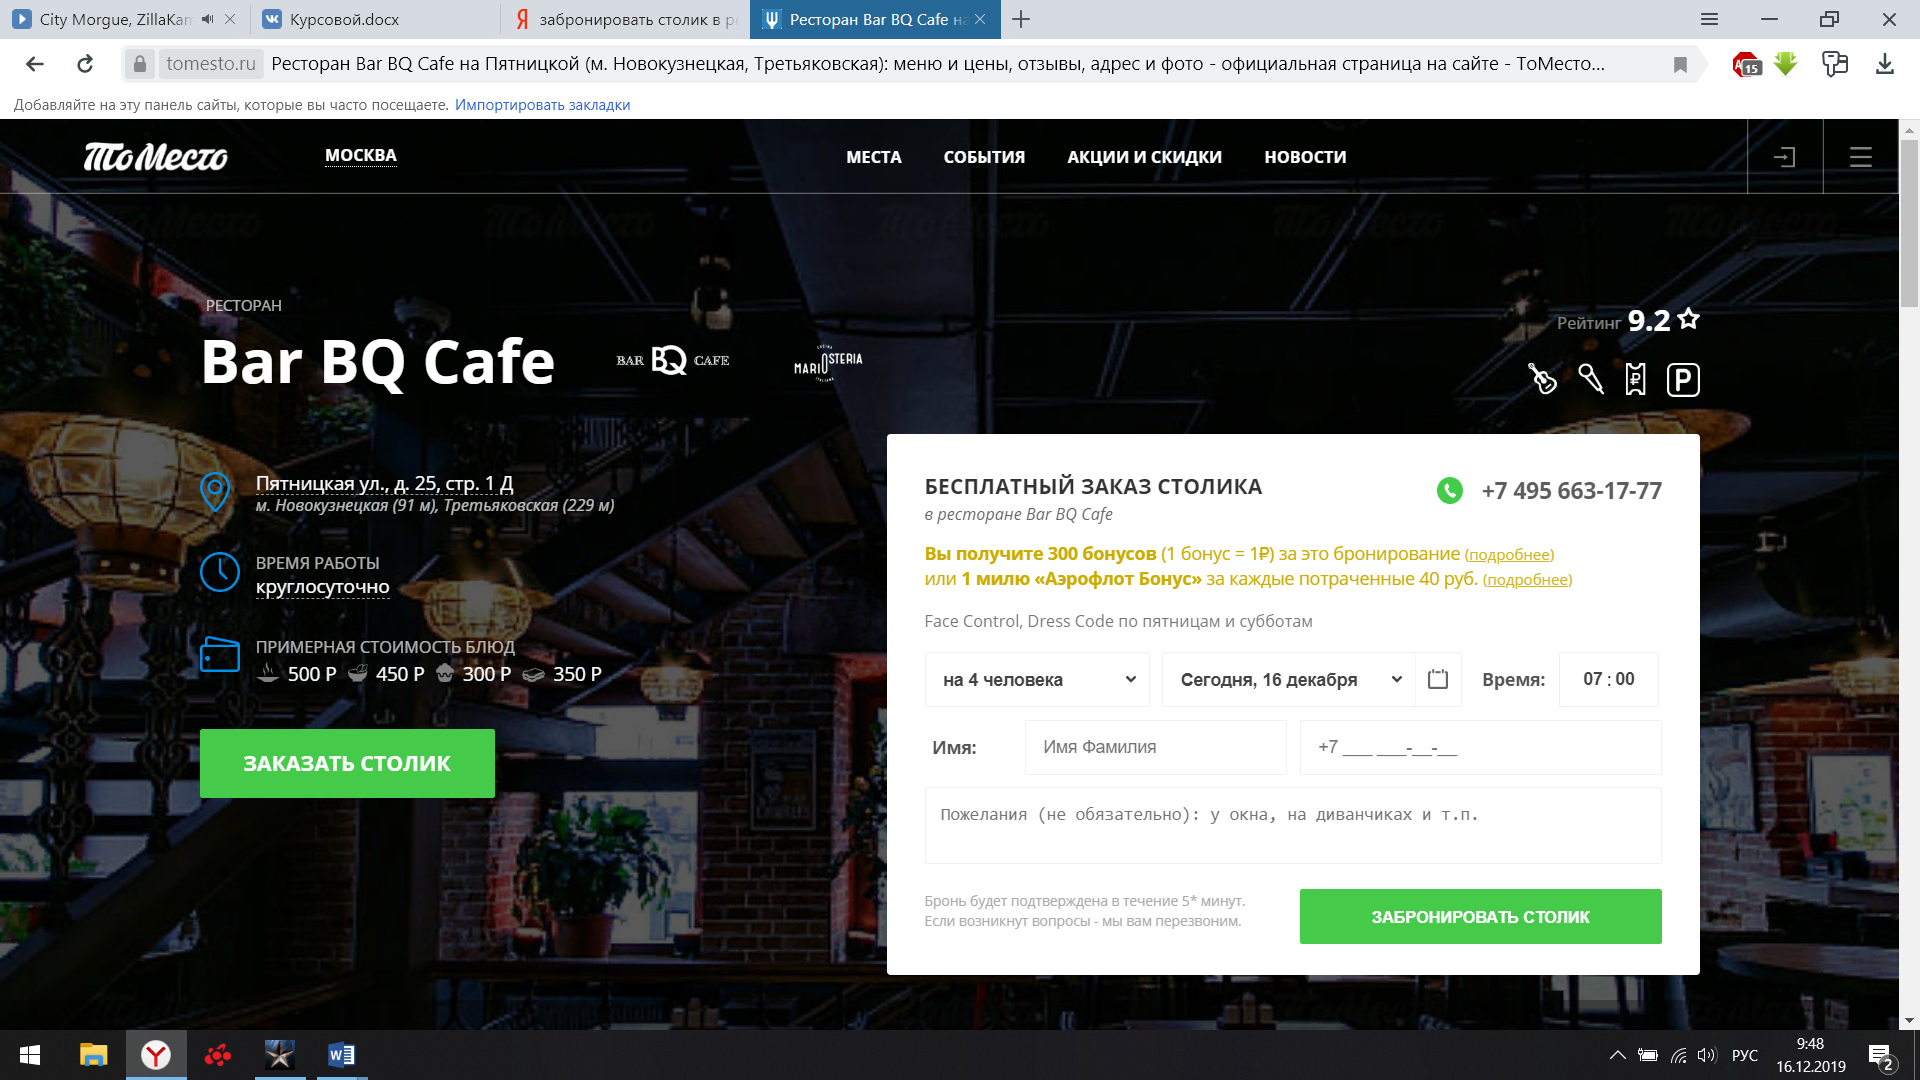 City Morgue, ZillaKam
Курсовой.docx
забронировать столик в ре
Ресторан Bar BQ Cafe на
tomesto.ru
Ресторан Bar BQ Cafe на Пятницкой (м. Новокузнецкая, Третьяковская): меню и цены, отзывы, адрес и фото - официальная страница на сайте - ТоМесто...
15
Добавляйте на эту панель сайты, которые вы часто посещаете. Импортировать закладки
ТоМесто
МОСКВА
МЕСТА
СОБЫТИЯ
АКЦИИ И СКИДКИ
НОВОСТИ
РЕСТОРАН
Bar BQ Cafe
BAR BQ CAFE
MARIOSTERIA
Рейтинг 9.2
P
Пятницкая ул., д. 25, стр. 1 Д
м. Новокузнецкая (91 м), Третьяковская (229 м)
ВРЕМЯ РАБОТЫ
круглосуточно
ПРИМЕРНАЯ СТОИМОСТЬ БЛЮД
500 Р 450 Р 300 Р 350 Р
ЗАКАЗАТЬ СТОЛИК
БЕСПЛАТНЫЙ ЗАКАЗ СТОЛИКА
в ресторане Bar BQ Cafe
+7 495 663-17-77
Вы получите 300 бонусов (1 бонус = 1₽) за это бронирование (подробнее)
или 1 милю «Аэрофлот Бонус» за каждые потраченные 40 руб. (подробнее)
Face Control, Dress Code по пятницам и субботам
на 4 человека
Сегодня, 16 декабря
Время:
07 : 00
Имя:
Имя Фамилия
+7 ___ ___-__-__
Пожелания (не обязательно): у окна, на диванчиках и т.п.
Бронь будет подтверждена в течение 5* минут.
Если возникнут вопросы - мы вам перезвоним.
ЗАБРОНИРОВАТЬ СТОЛИК
РУС
9:48
16.12.2019
2